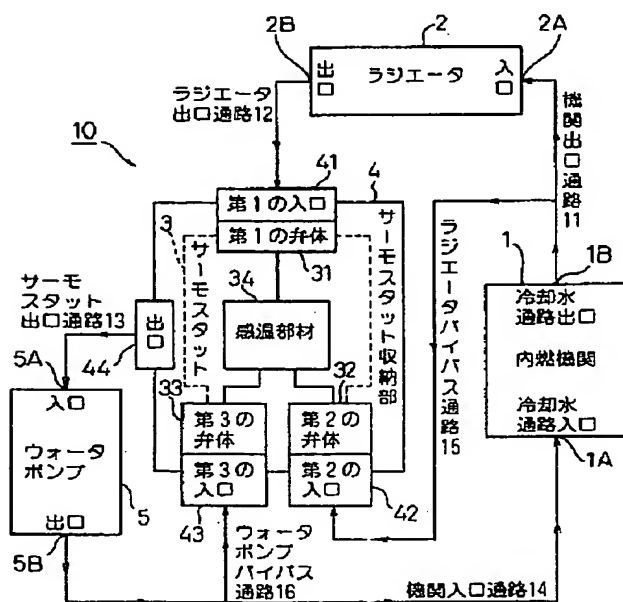 2B
2
2A
出口
ラジエータ
入口
ラジエータ
出口通路12
機関出口通路11
10
41
4
第1の入口
第1の弁体
31
3
サーモスタット
サーモスタット収納部
34
感温部材
サーモ
スタット
出口通路13
出口
44
ラジエータバイパス通路15
1
1B
冷却水
通路出口
内燃機関
冷却水
通路入口
1A
5A
入口
ウォータ
ポンプ
出口
5
5B
33
32
第3の
弁体
第2の
弁体
第3の
入口
第2の
入口
43
42
ウォータ
ポンプ
バイパス
通路16
機関入口通路14